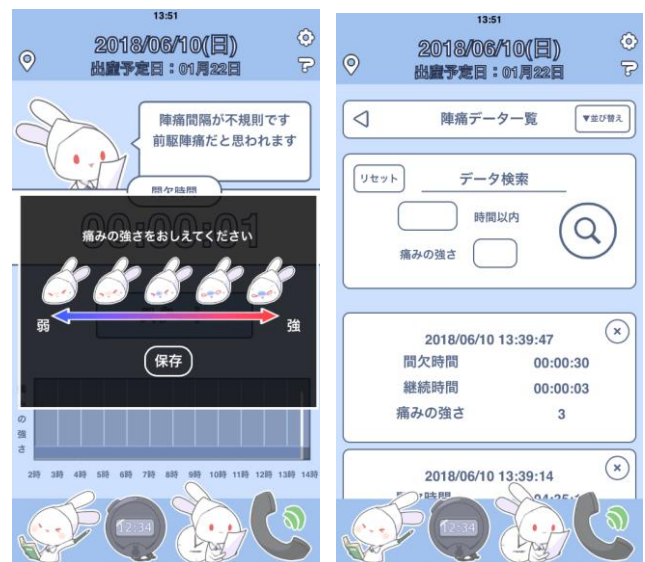 13:51
2018/06/10(日)
出産予定日：01月22日
陣痛間隔が不規則です
前駆陣痛だと思われます
間欠時間
00:00:01
痛みの強さをおしえてください
弱
強
保存
の
強
さ
2時 3時 4時 5時 6時 7時 8時 9時 10時 11時 12時 13時 14時
12:34
13:51
2018/06/10(日)
出産予定日：01月22日
陣痛データ一覧
▼並び替え
リセット
データ検索
時間以内
痛みの強さ
2018/06/10 13:39:47
×
間欠時間 00:00:30
継続時間 00:00:03
痛みの強さ 3
2018/06/10 13:39:14
×
12:34